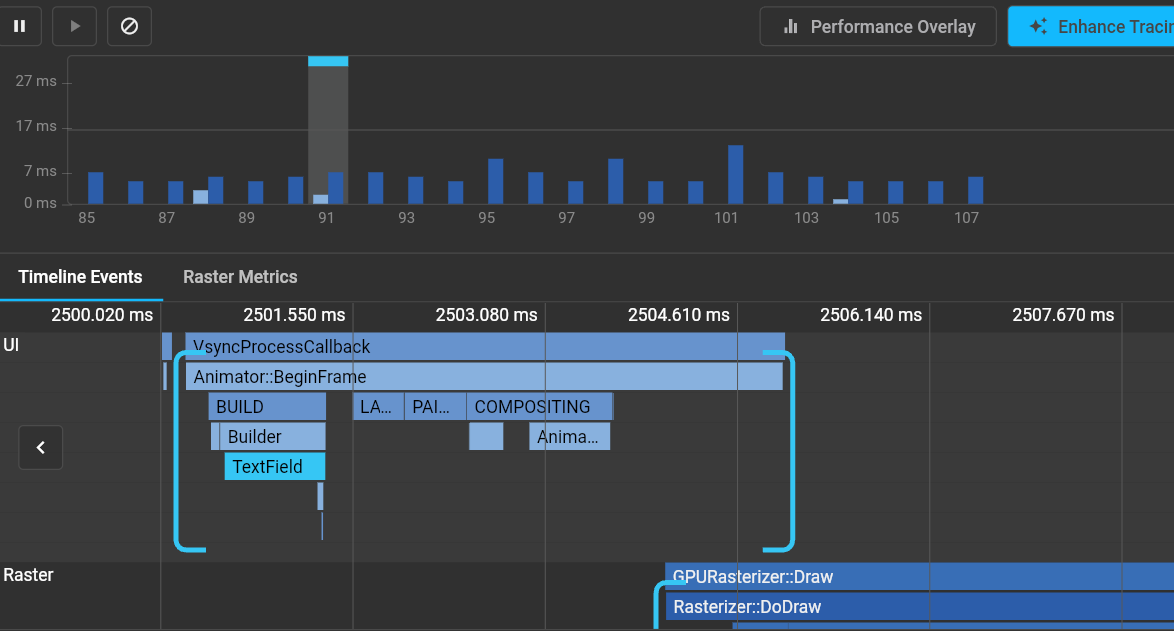 Performance Overlay
Enhance Tracin
27 ms
17 ms
7 ms
0 ms
85 87 89 91 93 95 97 99 101 103 105 107
Timeline Events Raster Metrics
2500.020 ms 2501.550 ms 2503.080 ms 2504.610 ms 2506.140 ms 2507.670 ms
UI
VsyncProcessCallback
Animator::BeginFrame
BUILD LA... PAI... COMPOSITING
Builder Anima...
TextField
Raster
GPURasterizer::Draw
Rasterizer::DoDraw